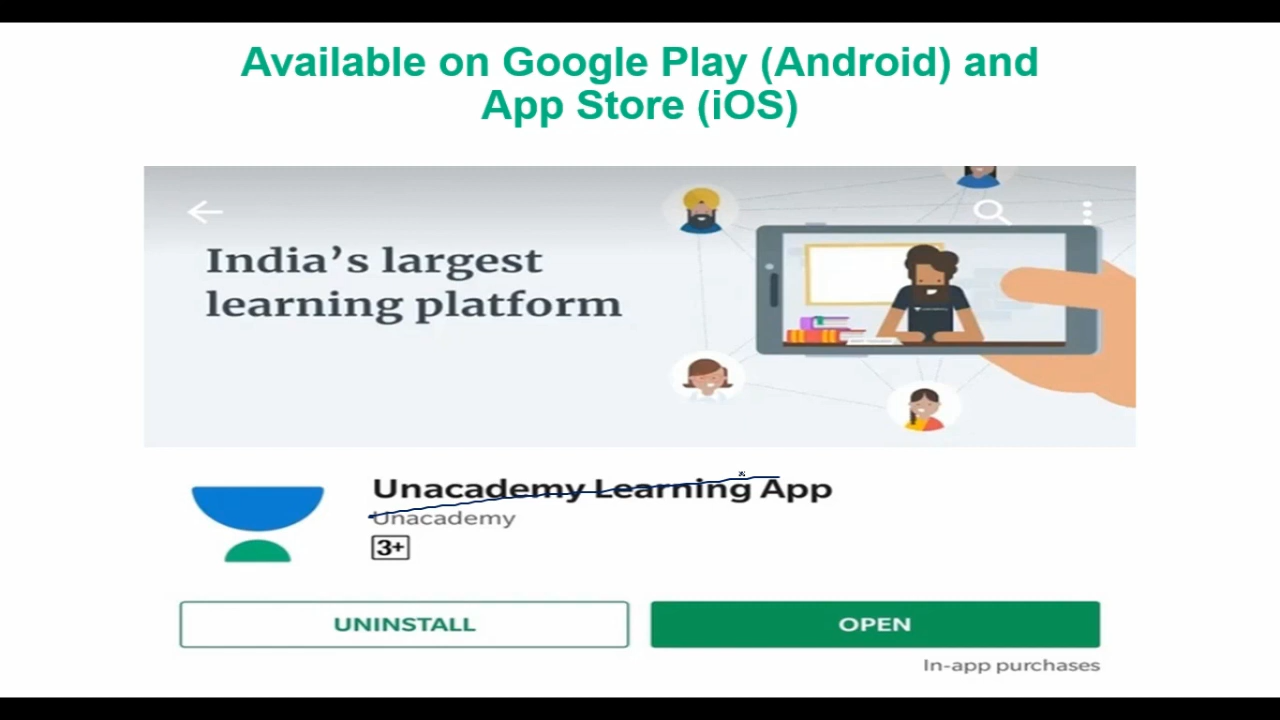 Available on Google Play (Android) and
App Store (iOS)
India's largest
learning platform
Unacademy Learning App
Unacademy
3+
UNINSTALL
OPEN
In-app purchases